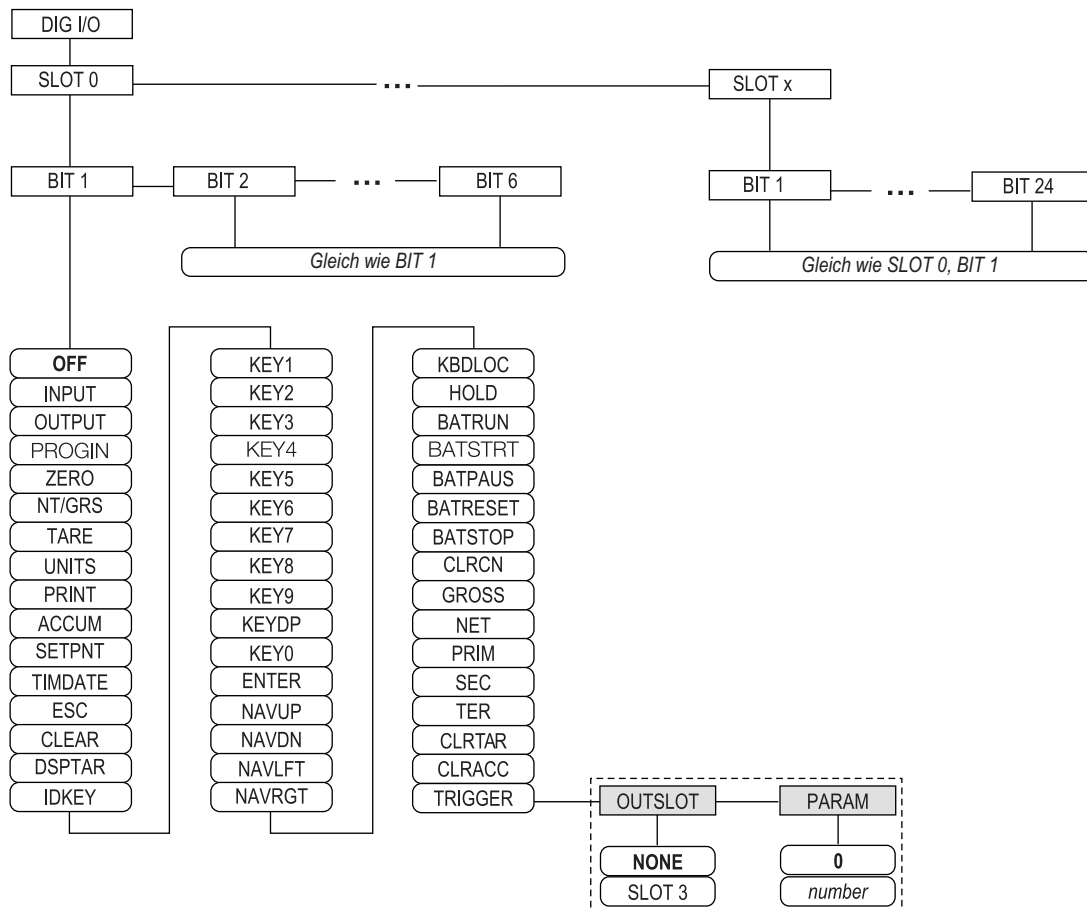 DIG I/O
SLOT 0
...
SLOT x
BIT 1
BIT 2
...
BIT 6
BIT 1
...
BIT 24
Gleich wie BIT 1
Gleich wie SLOT 0, BIT 1
OFF
INPUT
OUTPUT
PROGIN
ZERO
NT/GRS
TARE
UNITS
PRINT
ACCUM
SETPNT
TIMDATE
ESC
CLEAR
DSPTAR
IDKEY
KEY1
KEY2
KEY3
KEY4
KEY5
KEY6
KEY7
KEY8
KEY9
KEYDP
KEY0
ENTER
NAVUP
NAVDN
NAVLFT
NAVRGT
KBDLOC
HOLD
BATRUN
BATSTRT
BATPAUS
BATRESET
BATSTOP
CLRCN
GROSS
NET
PRIM
SEC
TER
CLRTAR
CLRACC
TRIGGER
OUTSLOT
PARAM
NONE
0
SLOT 3
number